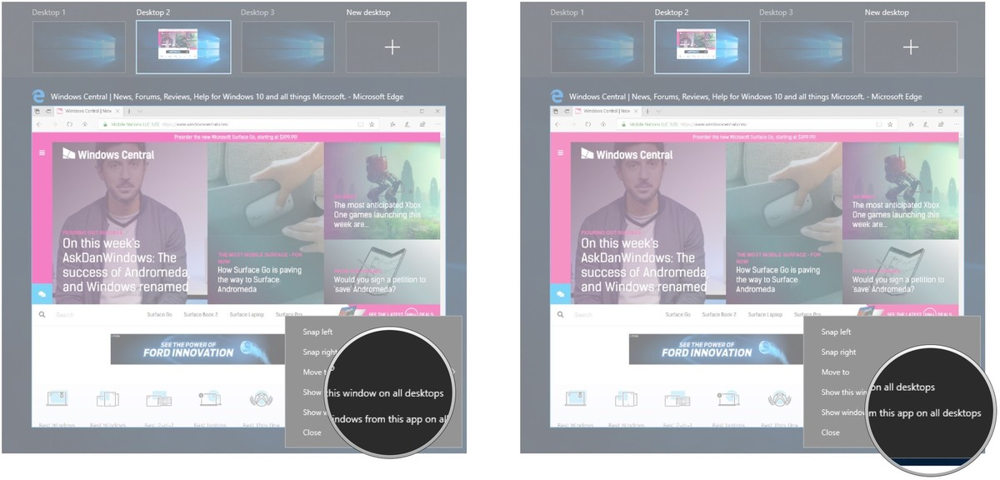 Desktop 1
Desktop 2
Desktop 3
New desktop
Windows Central | News, Forums, Reviews, Help for Windows 10 and all things Microsoft. - Microsoft Edge
Windows Central | New
Mobile Nations LLC [US]
Preorder the new Microsoft Surface Go, starting at $399.99!
Windows Central
On this week's
AskDanWindows: The
success of Andromeda,
and Windows renamed
THE MOST MOBILE SURFACE - FOR
NOW
How Surface Go is paving
the way to Surface
Andromeda
The most anticipated Xbox
One games launching this
week are...
Would you sign a petition to
'save' Andromeda?
Search
Surface Go
Surface Book 2
Surface Laptop
Surface Pro
SEE THE LATEST DEALS
SEE THE POWER OF
FORD INNOVATION
Snap left
Snap right
Move to
Show this window on all desktops
Show windows from this app on all
Close
Best Windows
Best Windows
Best 2-in-1
Best Windows
Best Xbox One
Desktop 1
Desktop 2
Desktop 3
New desktop
Windows Central | News, Forums, Reviews, Help for Windows 10 and all things Microsoft. - Microsoft Edge
Windows Central | New
Mobile Nations LLC [US]
Preorder the new Microsoft Surface Go, starting at $399.99!
Windows Central
On this week's
AskDanWindows: The
success of Andromeda,
and Windows renamed
THE MOST MOBILE SURFACE - FOR
NOW
How Surface Go is paving
the way to Surface
Andromeda
The most anticipated Xbox
One games launching this
week are...
Would you sign a petition to
'save' Andromeda?
Search
Surface Go
Surface Book 2
Surface Laptop
Surface Pro
SEE THE LATEST DEALS
SEE THE POWER OF
FORD INNOVATION
Snap left
Snap right
Move to
Show this win on all desktops
Show window m this app on all desktops
Close
Best Windows
Best Windows
Best 2-in-1
Best Windows
Best Xbox One